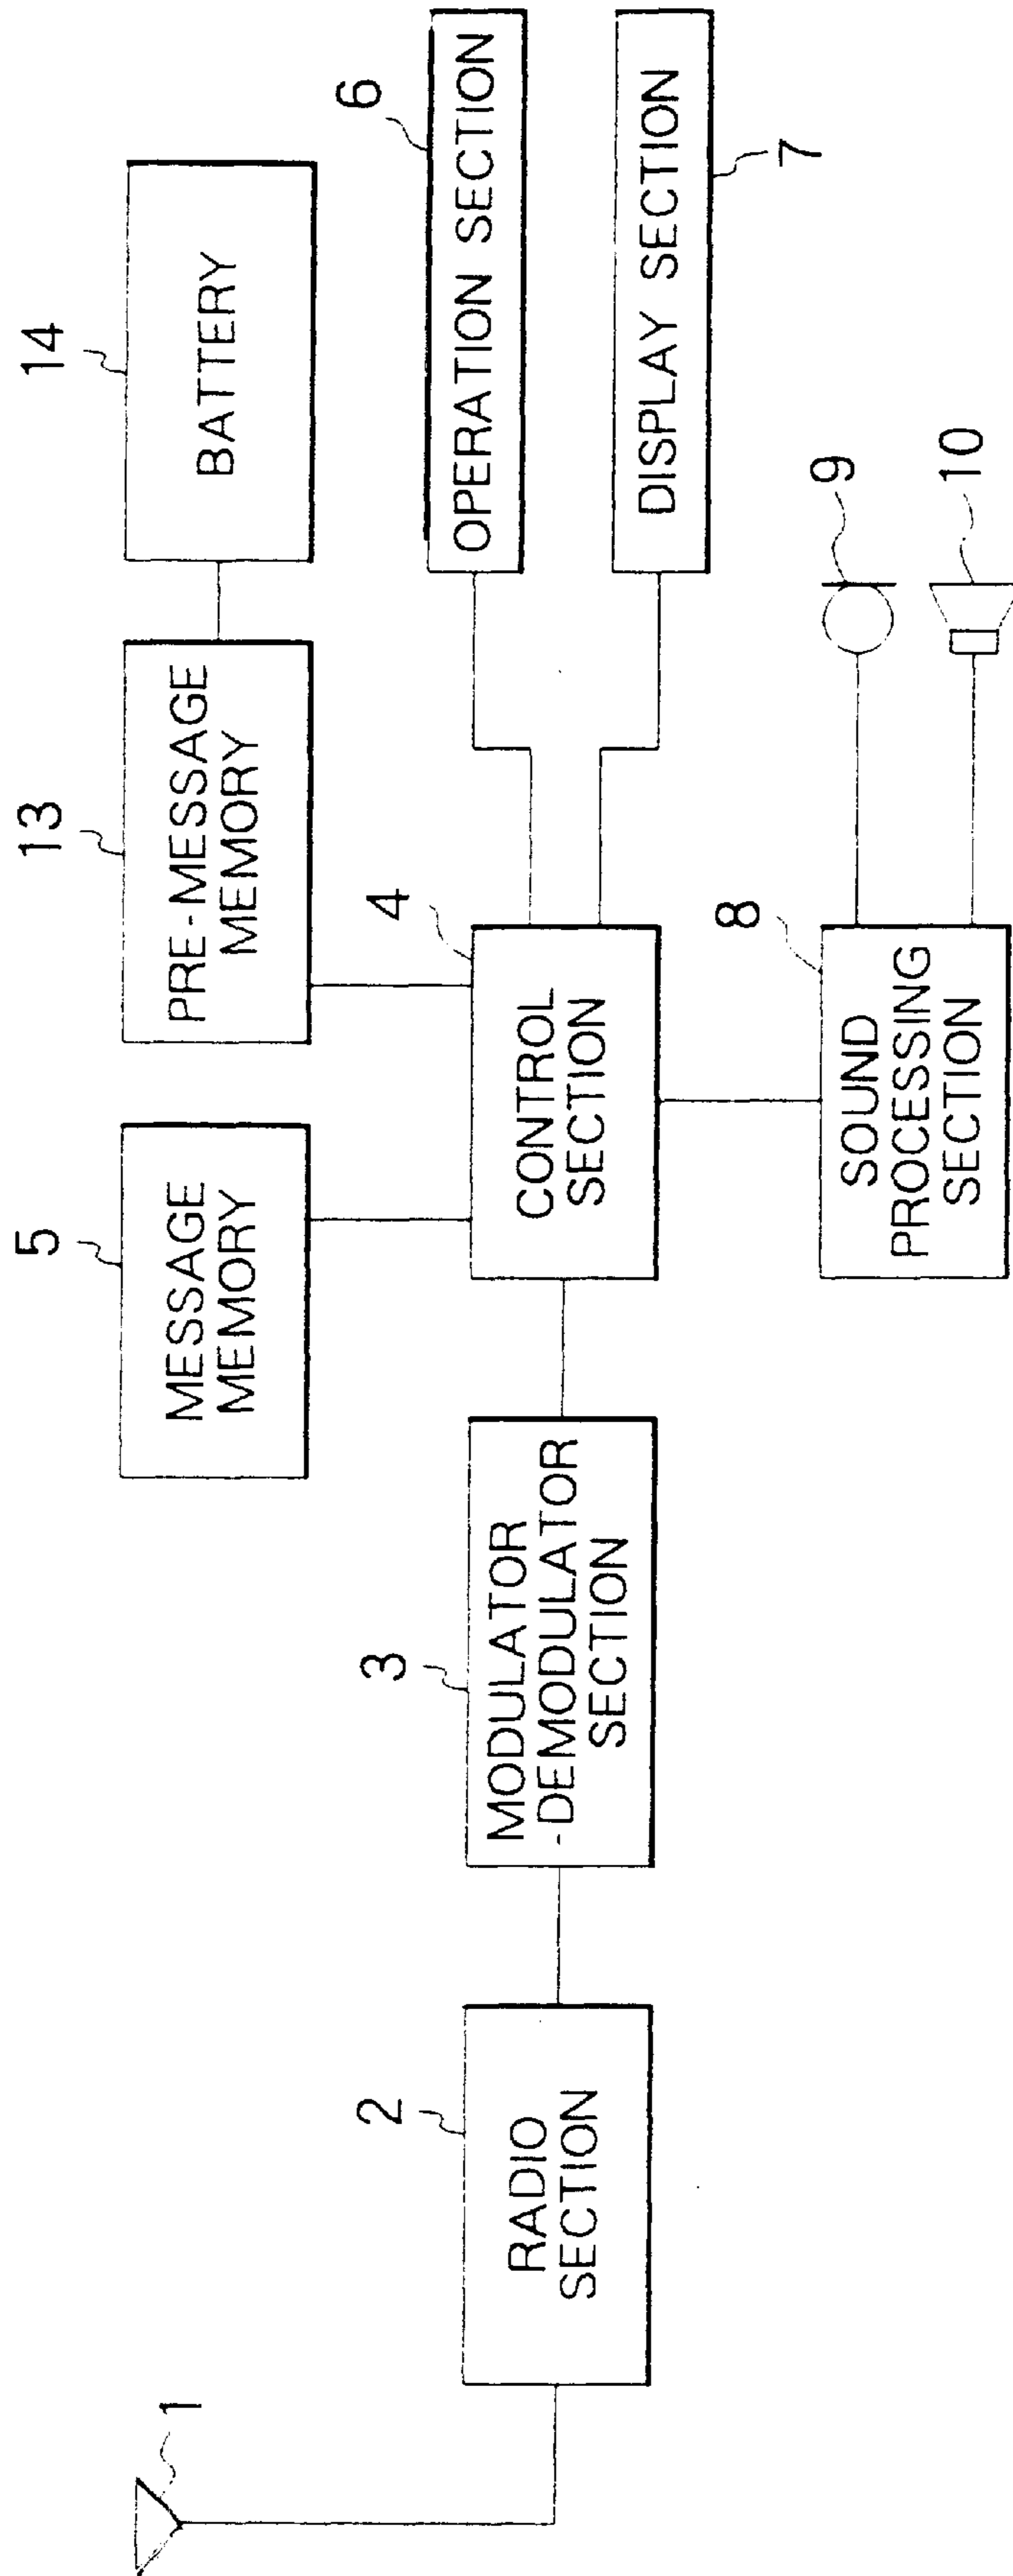 14
BATTERY
13
PRE-MESSAGE
MEMORY
5
MESSAGE
MEMORY
6
OPERATION SECTION
7
DISPLAY SECTION
4
CONTROL
SECTION
3
MODULATOR
-DEMODULATOR
SECTION
2
RADIO
SECTION
1
8
SOUND
PROCESSING
SECTION
9
10